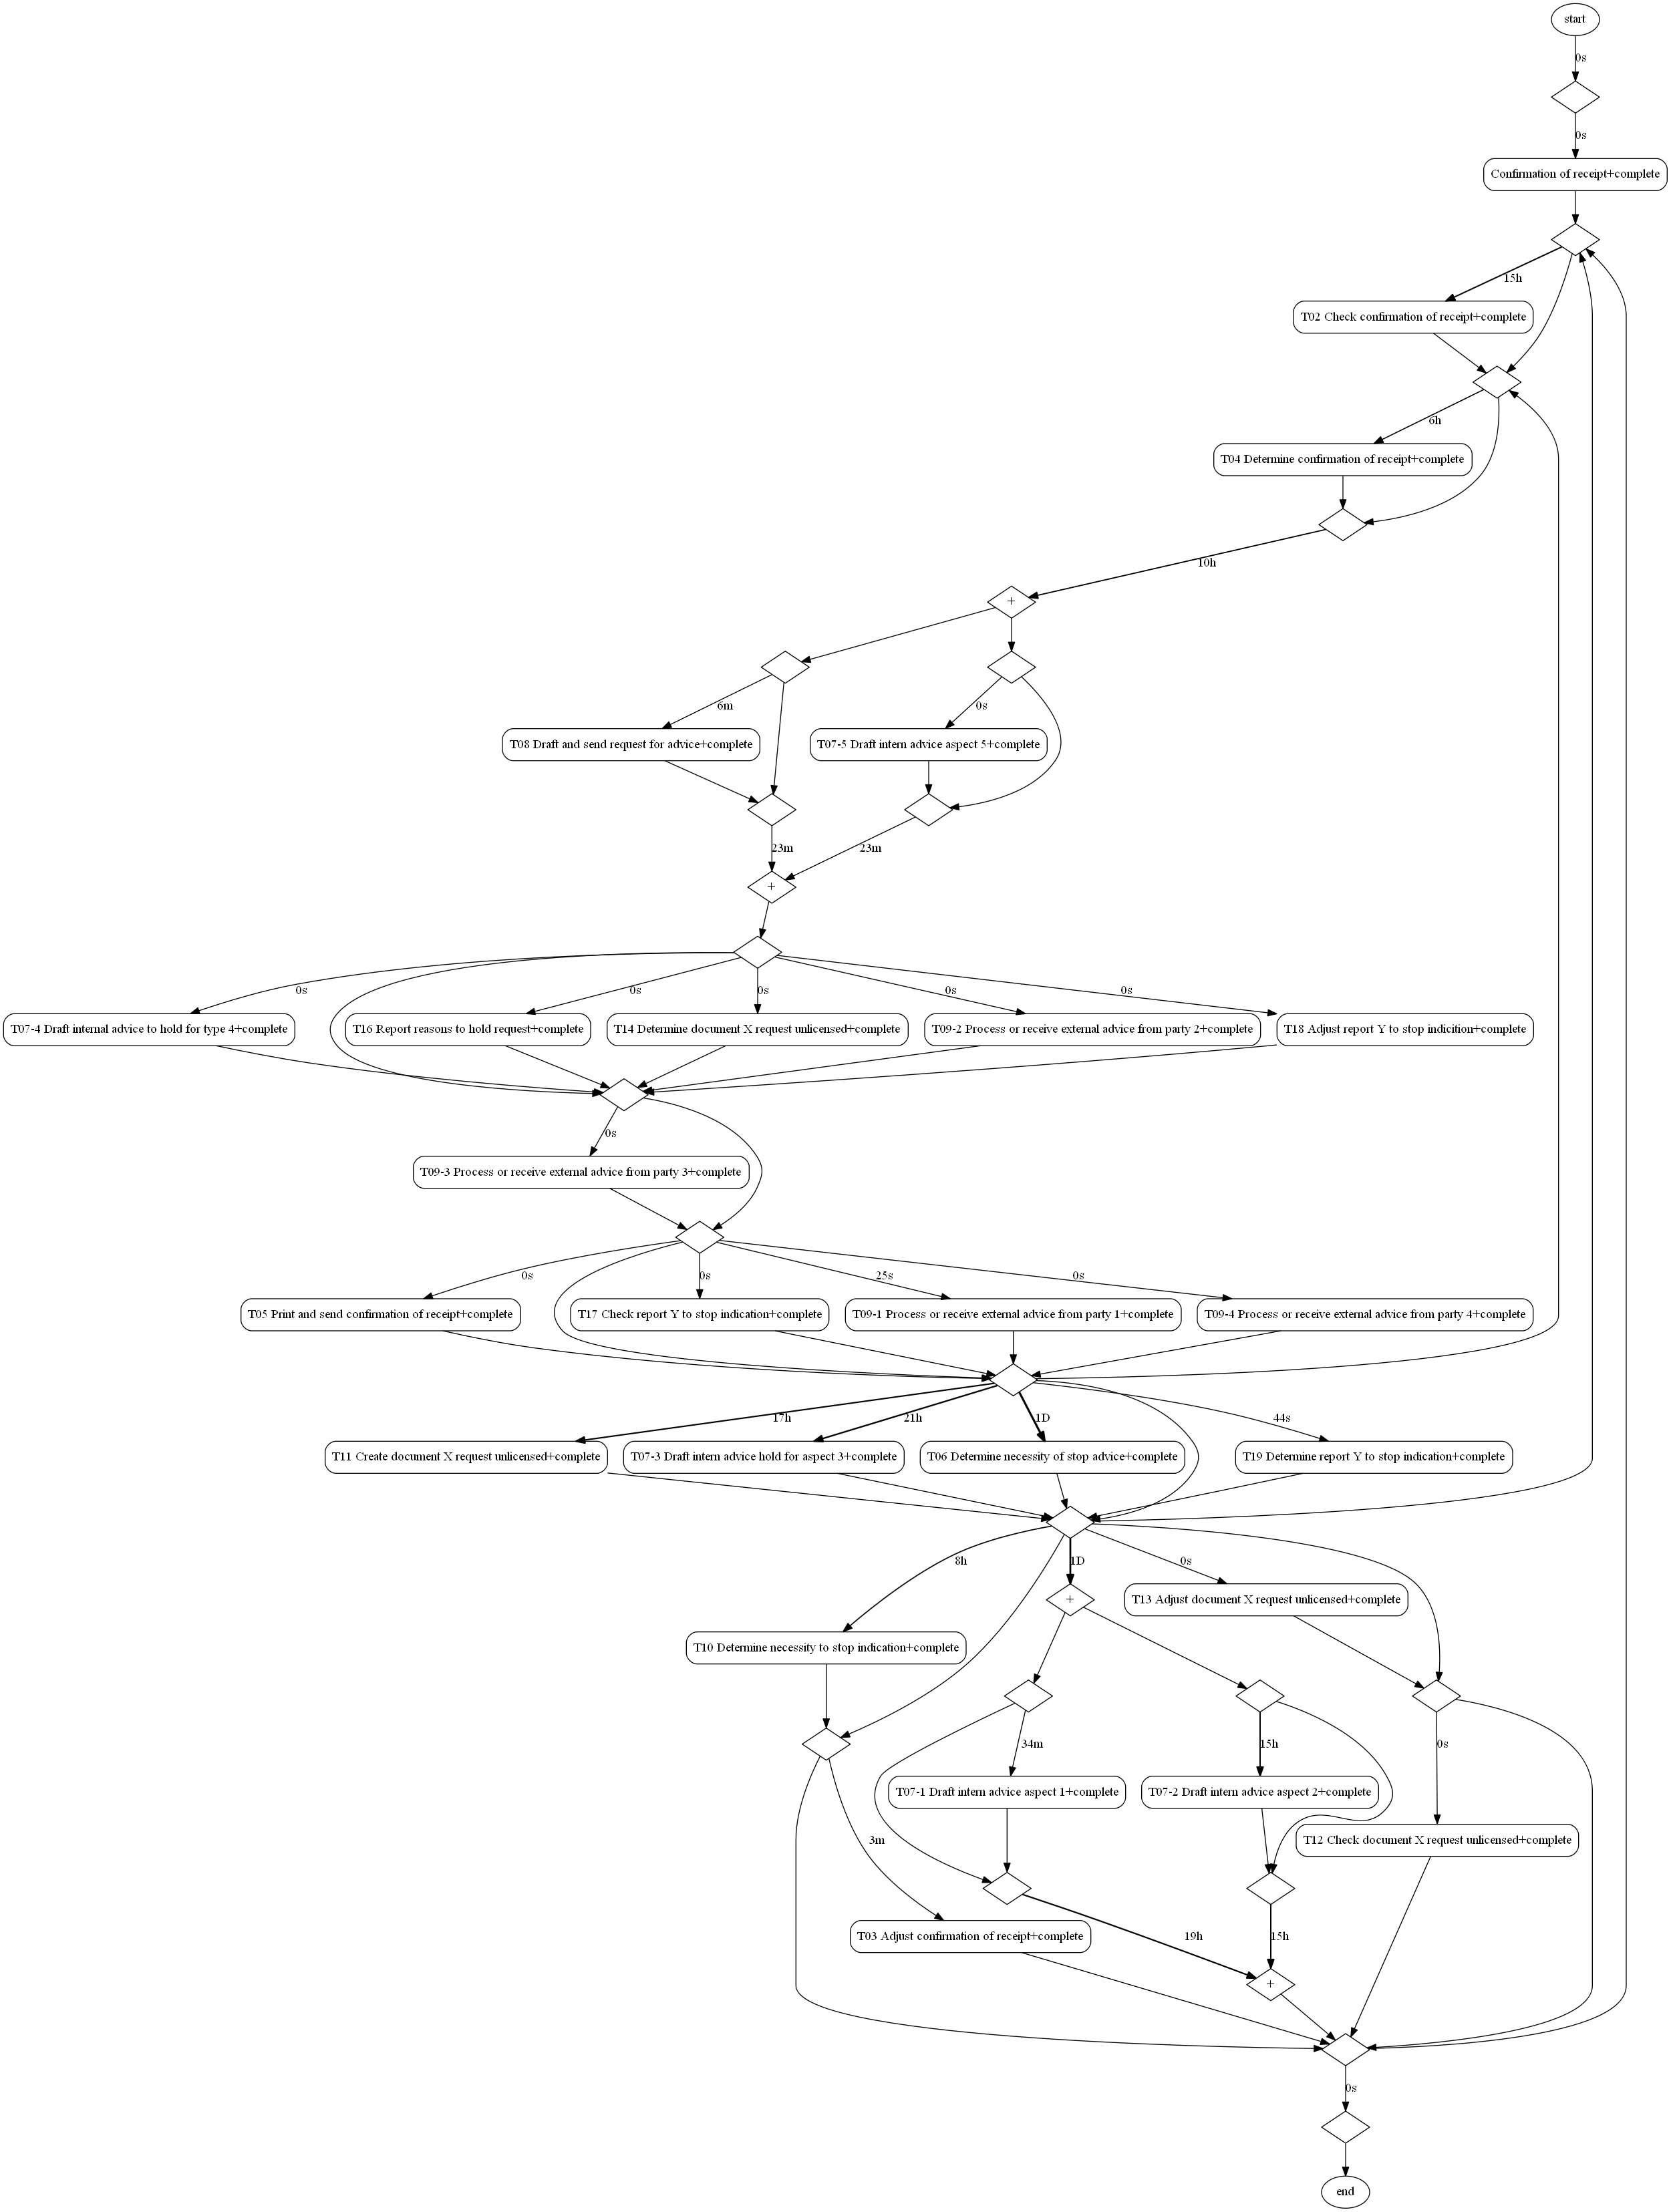 start
0s
0s
Confirmation of receipt+complete
15h
T02 Check confirmation of receipt+complete
6h
T04 Determine confirmation of receipt+complete
10h
+
6m
0s
T08 Draft and send request for advice+complete
T07-5 Draft intern advice aspect 5+complete
23m
23m
+
0s
0s
0s
0s
0s
T07-4 Draft internal advice to hold for type 4+complete
T16 Report reasons to hold request+complete
T14 Determine document X request unlicensed+complete
T09-2 Process or receive external advice from party 2+complete
T18 Adjust report Y to stop indicition+complete
0s
T09-3 Process or receive external advice from party 3+complete
0s
0s
25s
0s
T05 Print and send confirmation of receipt+complete
T17 Check report Y to stop indication+complete
T09-1 Process or receive external advice from party 1+complete
T09-4 Process or receive external advice from party 4+complete
17h
21h
1D
44s
T11 Create document X request unlicensed+complete
T07-3 Draft intern advice hold for aspect 3+complete
T06 Determine necessity of stop advice+complete
T19 Determine report Y to stop indication+complete
8h
1D
0s
+
T13 Adjust document X request unlicensed+complete
T10 Determine necessity to stop indication+complete
34m
15h
0s
T07-1 Draft intern advice aspect 1+complete
T07-2 Draft intern advice aspect 2+complete
3m
T12 Check document X request unlicensed+complete
T03 Adjust confirmation of receipt+complete
19h
15h
+
0s
end